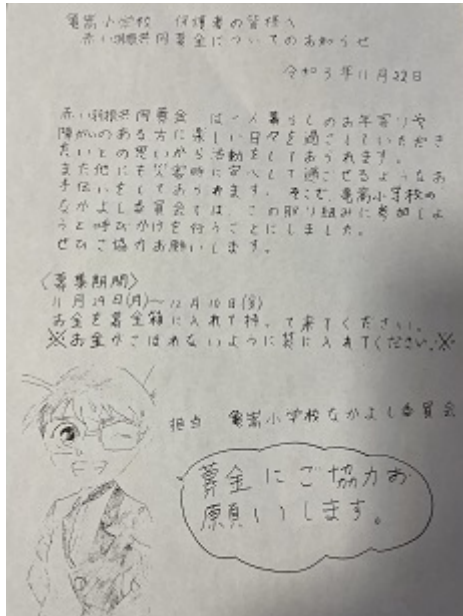 亀嵩小学校 保護者の皆様へ
赤い羽根共同募金についてのお知らせ
令和3年11月22日
赤い羽根共同募金は一人暮らしのお年寄りや
障がいのある方に楽しい日々を過ごしていただき
たいとの思いから活動をしておられます。
また他にも災害時に安心して過ごせるようなお
手伝いをしておられます。そこで、亀嵩小学校の
なかよし委員会では、この取り組みに参加しよ
うと呼びかけを行うことにしました。
ぜひご協力お願いします。
〈募集期間〉
11月29日(月)~12月10日(金)
お金を募金箱に入れて持って来てください。
※お金がこぼれないように袋に入れてください。※
担当 亀嵩小学校なかよし委員会
募金にご協力お
願いします。